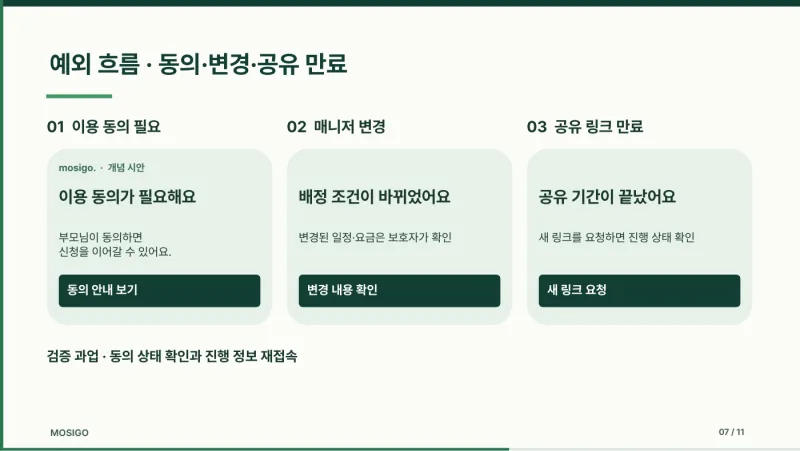 예외 흐름 · 동의·변경·공유 만료
01 이용 동의 필요
mosigo. · 개념 시안
이용 동의가 필요해요
부모님이 동의하면
신청을 이어갈 수 있어요.
동의 안내 보기
02 매니저 변경
배정 조건이 바뀌었어요
변경된 일정·요금은 보호자가 확인
변경 내용 확인
03 공유 링크 만료
공유 기간이 끝났어요
새 링크를 요청하면 진행 상태 확인
새 링크 요청
검증 과업 · 동의 상태 확인과 진행 정보 재접속
MOSIGO
07 / 11